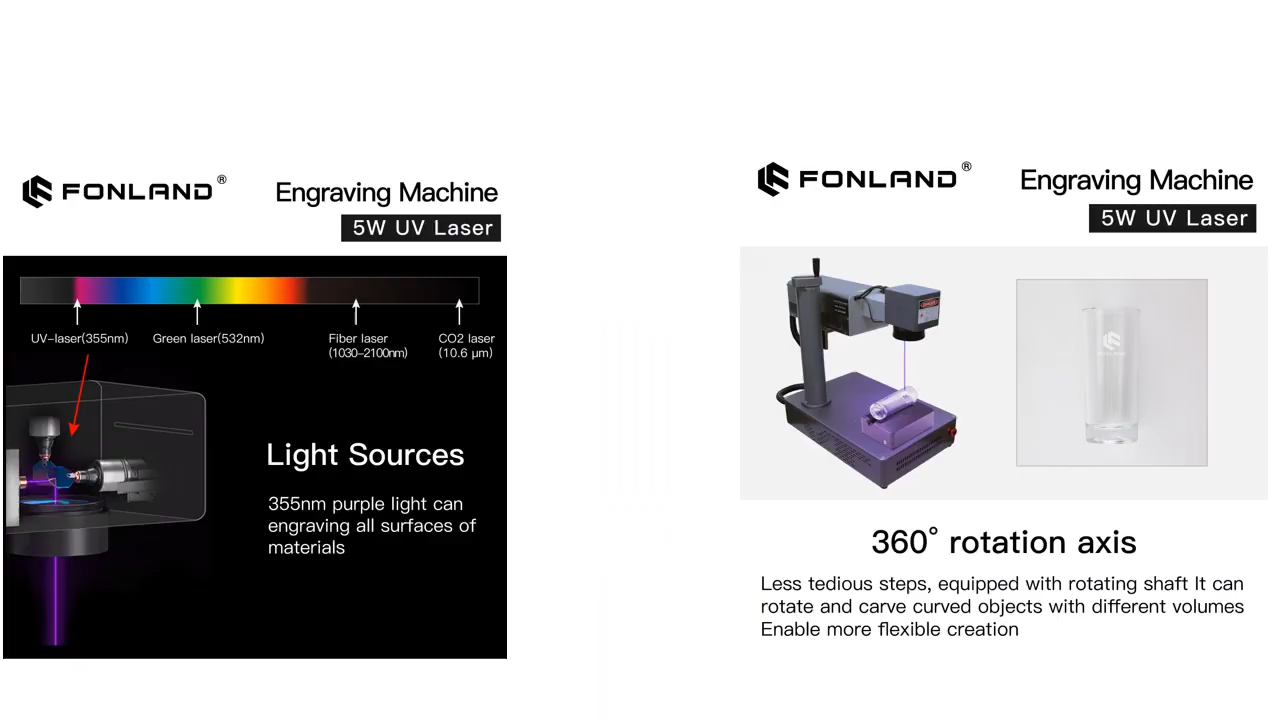 FONLAND®
Engraving Machine
5W UV Laser
UV-laser(355nm)
Green laser(532nm)
Fiber laser
(1030-2100nm)
CO2 laser
(10.6 μm)
Light Sources
355nm purple light can
engraving all surfaces of
materials
FONLAND®
Engraving Machine
5W UV Laser
FONLAND
360° rotation axis
Less tedious steps, equipped with rotating shaft It can
rotate and carve curved objects with different volumes
Enable more flexible creation